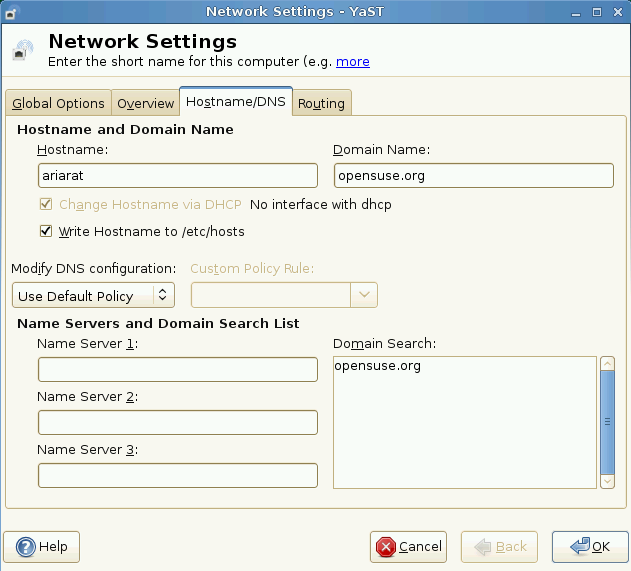 Network Settings - YaST
Network Settings
Enter the short name for this computer (e.g. more
Global Options Overview Hostname/DNS Routing
Hostname and Domain Name
Hostname: Domain Name:
ariarat opensuse.org
Change Hostname via DHCP No interface with dhcp
Write Hostname to /etc/hosts
Modify DNS configuration: Custom Policy Rule:
Use Default Policy
Name Servers and Domain Search List
Name Server 1: Domain Search:
opensuse.org
Name Server 2:
Name Server 3:
Help Cancel Back OK